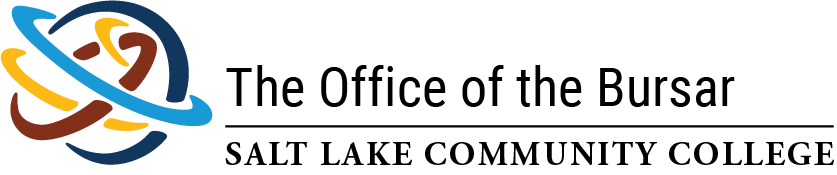 The Office of the Bursar
SALT LAKE COMMUNITY COLLEGE